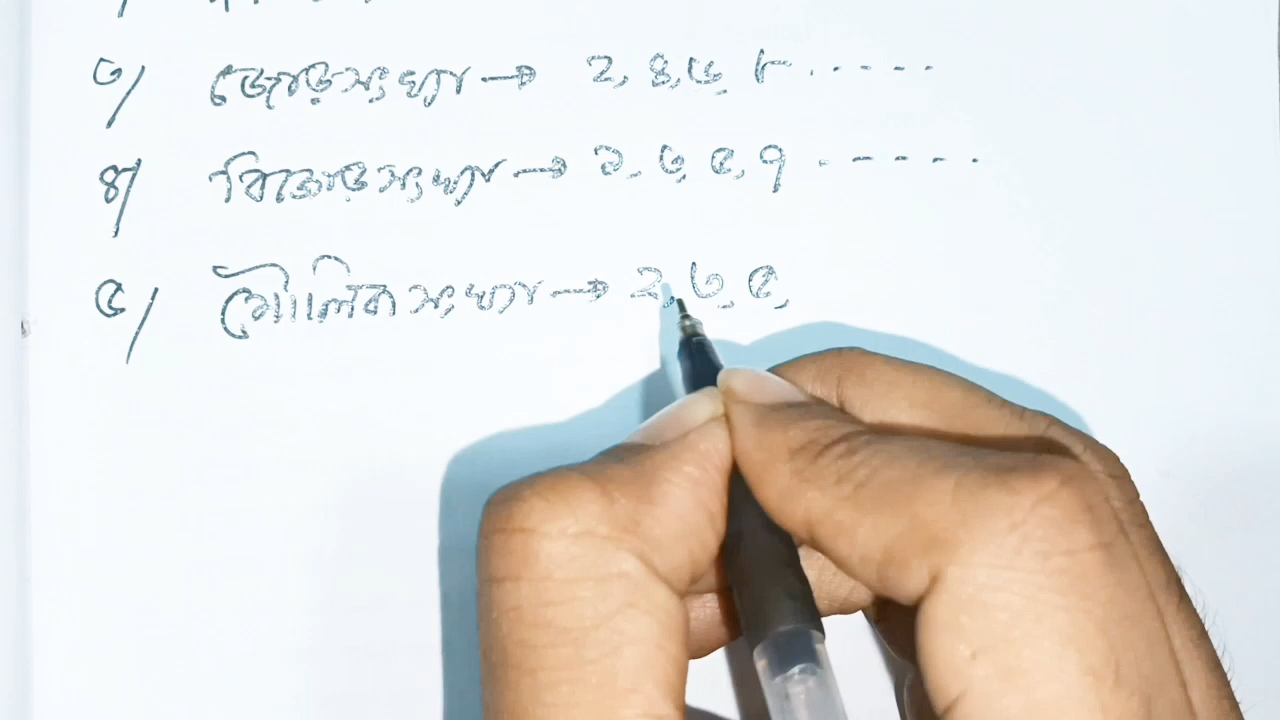 ৩/ জোড়সংখ্যা → ২, ৪, ৬, ৮ .....
৪/ বিজোড়সংখ্যা → ১, ৩, ৫, ৭ .....
৫/ মৌলিক সংখ্যা → ২, ৩, ৫,